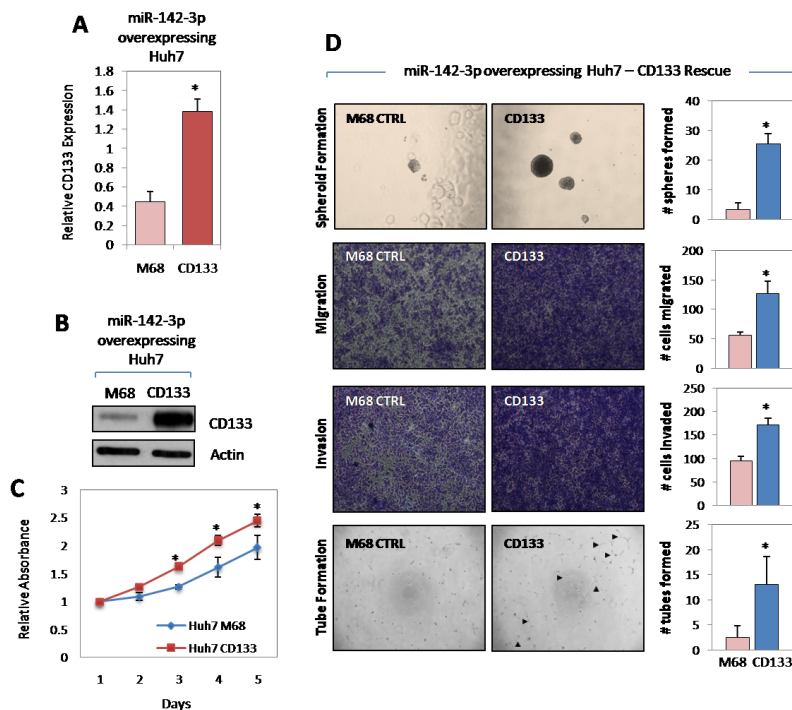 A
miR-142-3p
overexpressing
Huh7
Relative CD133 Expression
1.8
1.6
1.4
1.2
1
0.8
0.6
0.4
0.2
0
*
M68 CD133
B
miR-142-3p
overexpressing
Huh7
M68 CD133
CD133
Actin
C
Relative Absorbance
3
2.5
2
1.5
1
0.5
0
* * *
Huh7 M68
Huh7 CD133
1 2 3 4 5
Days
D
miR-142-3p overexpressing Huh7 – CD133 Rescue
Spheroid Formation
M68 CTRL
CD133
# spheres formed
40
30
20
10
0
*
Migration
M68 CTRL
CD133
# cells migrated
200
150
100
50
0
*
Invasion
M68 CTRL
CD133
# cells invaded
250
200
150
100
50
0
*
Tube Formation
M68 CTRL
CD133
# tubes formed
20
15
10
5
0
*
M68 CD133